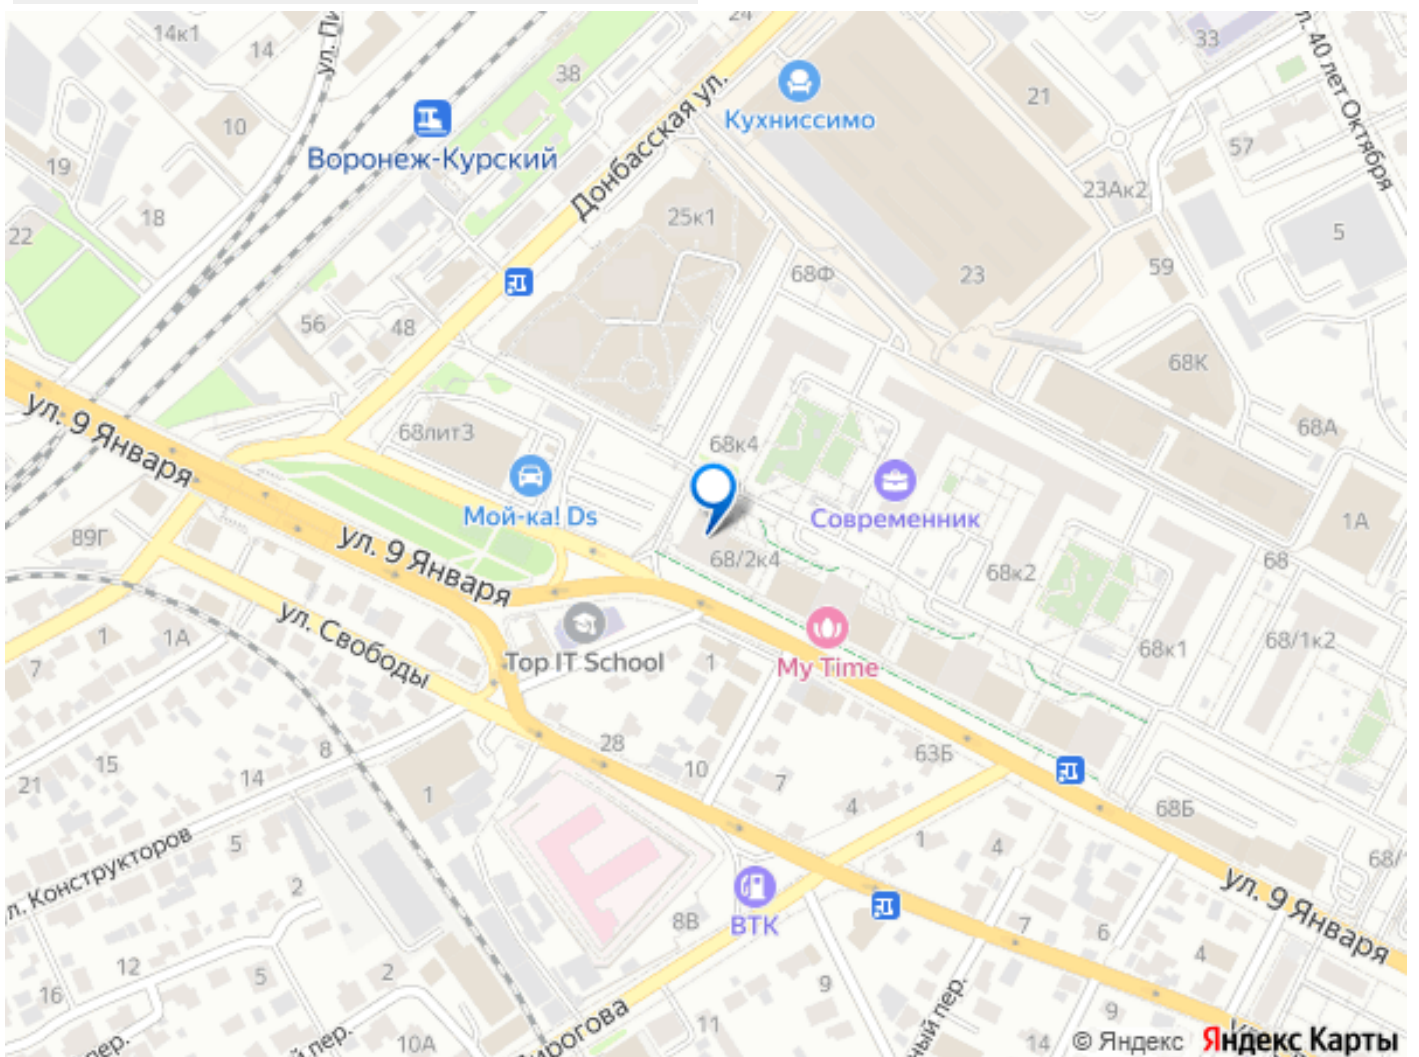 24
14к1
14
ул. Пи
38
33
л. 40 лет Октября
21
Донбасская ул.
Кухниссимо
10
57
Воронеж-Курский
19
23Ак2
18
25к1
22
5
59
68Ф
23
56
48
68К
ул. 9 Января
68лит3
68к4
68А
Мой-ка! Ds
Современник
1А
89Г
ул. 9 Января
68/2к4
68к2
68
ул. Свободы
1
1А
7
Top IT School
1
My Time
68к1
68/1к2
28
8
15
14
10
7
63Б
21
1
4
68Б
5
1
4
68/1
л. Конструкторов
2
ул. 9 Января
ВТК
8В
7
6
12
5
2
4
16
9
9
Пирогова
11
ный пер.
14
пер.
й пер.
10А
© Яндекс
Яндекс Карты